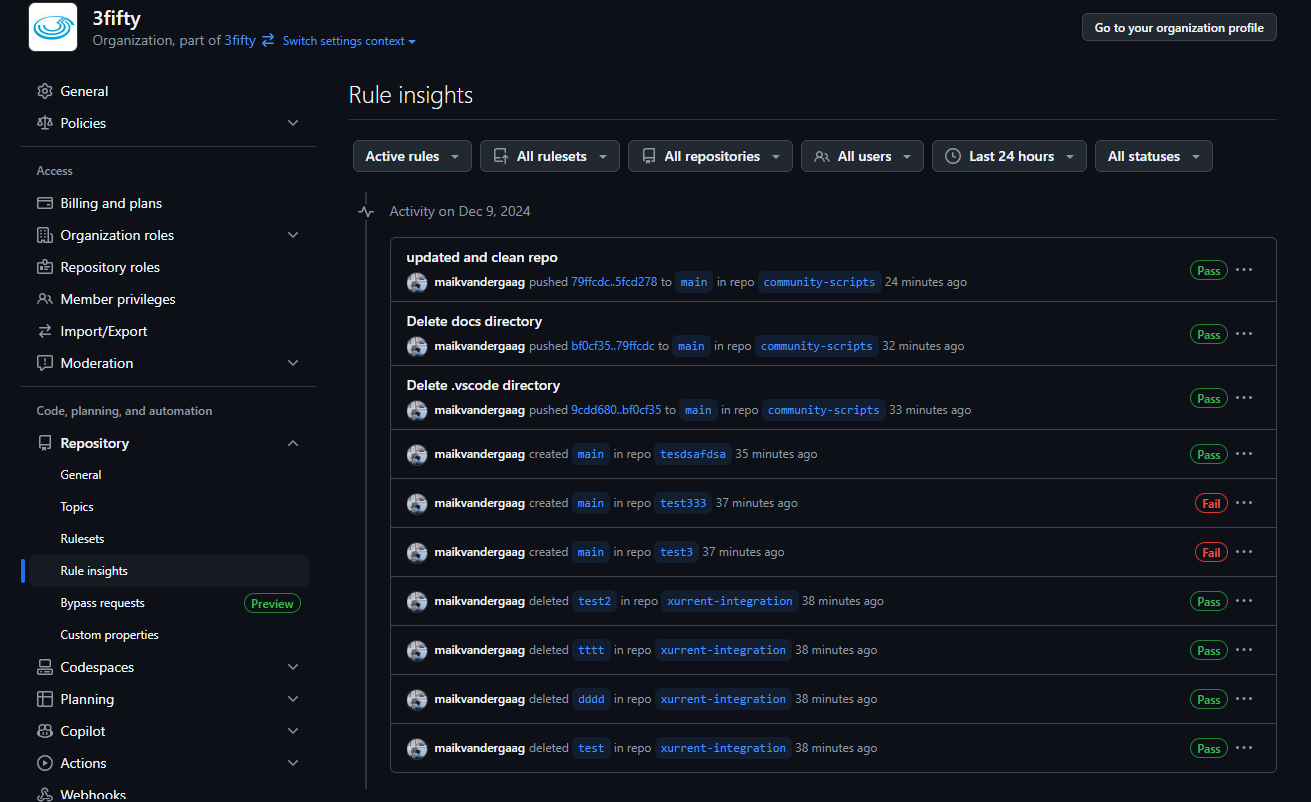 3fifty
Organization, part of 3fifty Switch settings context
Go to your organization profile
General
Policies
Access
Billing and plans
Organization roles
Repository roles
Member privileges
Import/Export
Moderation
Code, planning, and automation
Repository
General
Topics
Rulesets
Rule insights
Bypass requests Preview
Custom properties
Codespaces
Planning
Copilot
Actions
Webhooks
Rule insights
Active rules All rulesets All repositories All users Last 24 hours All statuses
Activity on Dec 9, 2024
updated and clean repo
maikvandergaag pushed 79ffcdc..5fcd278 to main in repo community-scripts 24 minutes ago
Pass
Delete docs directory
maikvandergaag pushed bf0cf35..79ffcdc to main in repo community-scripts 32 minutes ago
Pass
Delete .vscode directory
maikvandergaag pushed 9cdd680..bf0cf35 to main in repo community-scripts 33 minutes ago
Pass
maikvandergaag created main in repo tesdsafdsa 35 minutes ago Pass
maikvandergaag created main in repo test333 37 minutes ago Fail
maikvandergaag created main in repo test3 37 minutes ago Fail
maikvandergaag deleted test2 in repo xurrent-integration 38 minutes ago Pass
maikvandergaag deleted tttt in repo xurrent-integration 38 minutes ago Pass
maikvandergaag deleted dddd in repo xurrent-integration 38 minutes ago Pass
maikvandergaag deleted test in repo xurrent-integration 38 minutes ago Pass